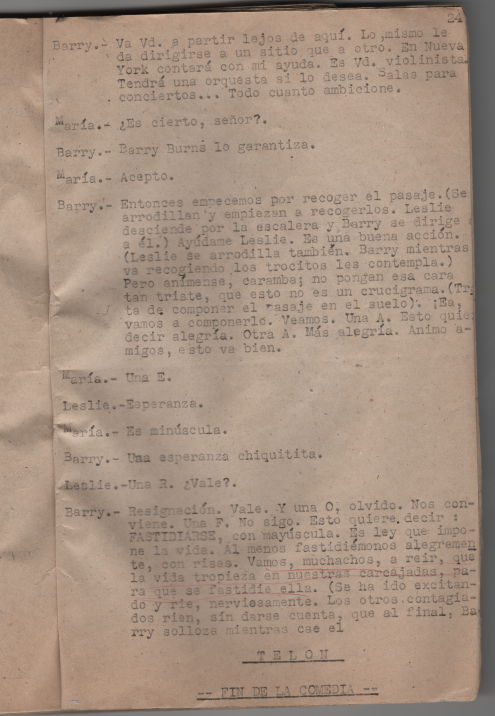 24
Barry.- Va Vd. a partir lejos de aquí. Lo mismo le
da dirigirse a un sitio que a otro. En Nueva
York contará con mi ayuda. Es Vd. violinista.
Tendrá una orquesta si lo desea. Salas para
conciertos... Todo cuanto ambicione.
María.- ¿Es cierto, señor?.
Barry.- Barry Burns lo garantiza.
María.- Acepto.
Barry.- Entonces empecemos por recoger el pasaje.(Se
arrodillan y empiezan a recogerlos. Leslie
desciende por la escalera y Barry se dirige
a él.) Ayúdame Leslie. Es una buena acción.
(Leslie se arrodilla también. Barry mientras
va recogiendo los trocitos les contempla.)
Pero anímense, caramba; no pongan esa cara
tan triste, que esto no es un crucigrama.(Tra
ta de componer el pasaje en el suelo). ¡Ea,
vamos a componerlo. Veamos. Una A. Esto quie
decir alegría. Otra A. Más alegría. Animo a-
migos, esto va bien.
María.- Una E.
Leslie.-Esperanza.
María.- Es minúscula.
Barry.- Una esperanza chiquitita.
Leslie.-Una R. ¿Vale?.
Barry.- Resignación. Vale. Y una O, olvido. Nos con-
viene. Una F. No sigo. Esto quiere decir :
FASTIDIARSE, con mayúscula. Es ley que impo-
ne la vida. Al menos fastidiémonos alegremen
te, con risas. Vamos, muchachos, a reir, que
la vida tropieza en nuestras carcajadas, pa-
ra que se fastidie ella. (Se ha ido excitan-
do y ríe, nerviosamente. Los otros contagia-
dos rien, sin darse cuenta, que al final, Ba-
rry solloza mientras cae el
T E L O N
-- FIN DE LA COMEDIA --